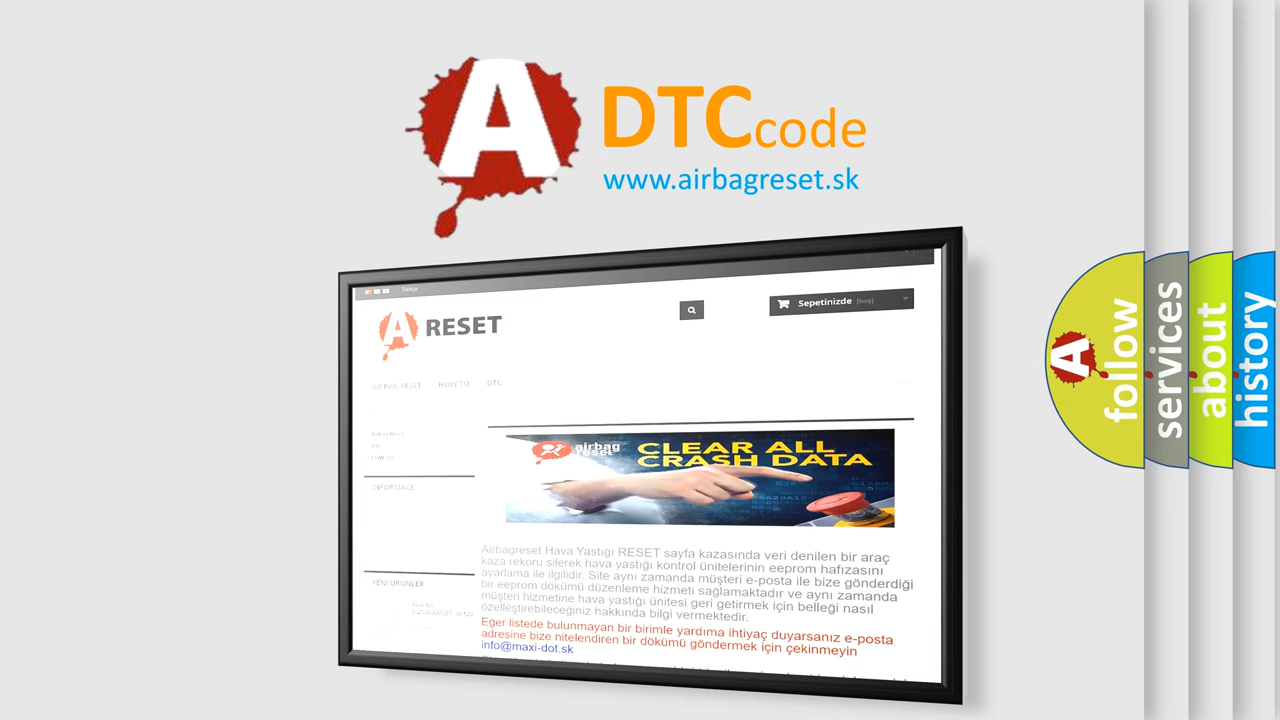 A
DTC code
www.airbagreset.sk
Türkçe
A RESET
Sepetinizde [boş]
AIRBAG RESET HOW TO DTC
INFORMACE
airbag
reset
CLEAR ALL
CRASH DATA
Airbagreset Hava Yastığı RESET sayfa kazasında veri denilen bir araç
kaza rekoru silerek hava yastığı kontrol ünitelerinin eeprom hafızasını
ayarlama ile ilgilidir. Site aynı zamanda müşteri e-posta ile bize gönderdiği
bir eeprom dökümü düzenleme hizmeti sağlamaktadır ve aynı zamanda
müşteri hizmetine hava yastığı ünitesi geri getirmek için belleği nasıl
özelleştirebileceğiniz hakkında bilgi vermektedir.
YENI ÜRÜNLER
Eğer listede bulunmayan bir birimle yardıma ihtiyaç duyarsanız e-posta
adresine bize nitelendiren bir dökümü göndermek için çekinmeyin
info@maxi-dot.sk
A
follow
services
about
history